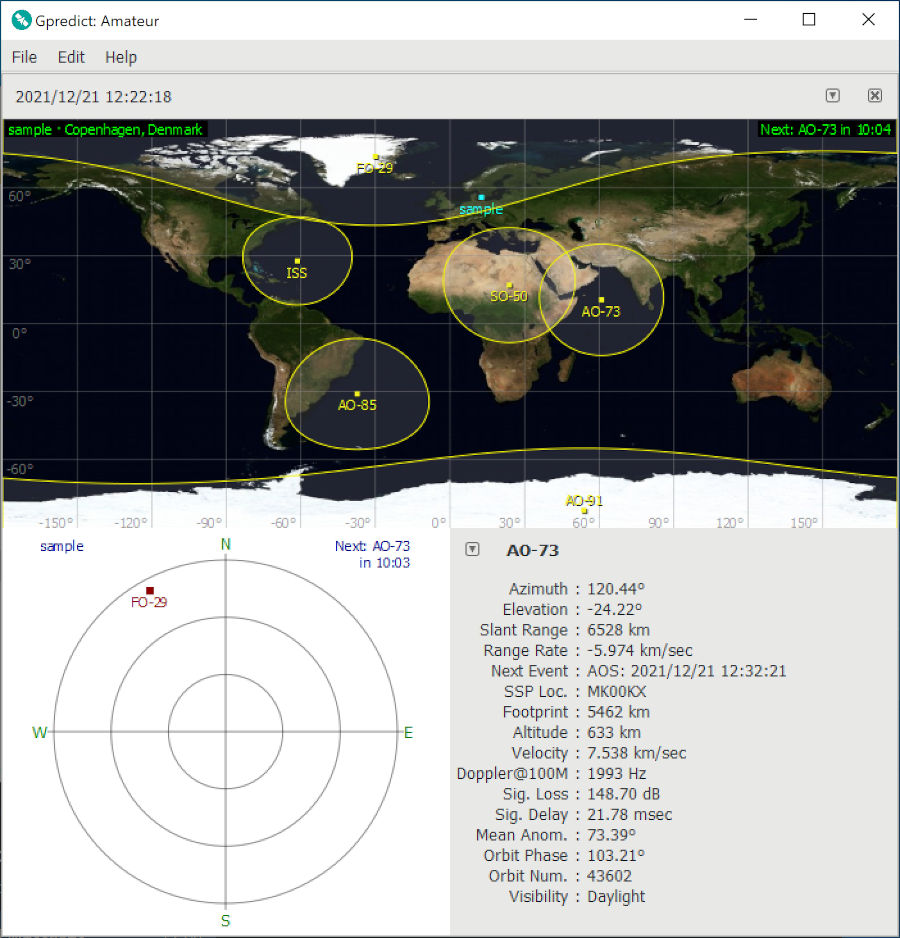 Gpredict: Amateur
File Edit Help
2021/12/21 12:22:18
sample · Copenhagen, Denmark
Next: AO-73 in 10:04
FO-29
60°
sample
30°
ISS
SO-50
AO-73
0°
-30°
AO-85
-60°
AO-91
-150° -120° -90° -60° -30° 0° 30° 60° 90° 120° 150°
sample
N
Next: AO-73
in 10:03
FO-29
W
E
S
AO-73
Azimuth : 120.44°
Elevation : -24.22°
Slant Range : 6528 km
Range Rate : -5.974 km/sec
Next Event : AOS: 2021/12/21 12:32:21
SSP Loc. : MK00KX
Footprint : 5462 km
Altitude : 633 km
Velocity : 7.538 km/sec
Doppler@100M : 1993 Hz
Sig. Loss : 148.70 dB
Sig. Delay : 21.78 msec
Mean Anom. : 73.39°
Orbit Phase : 103.21°
Orbit Num. : 43602
Visibility : Daylight